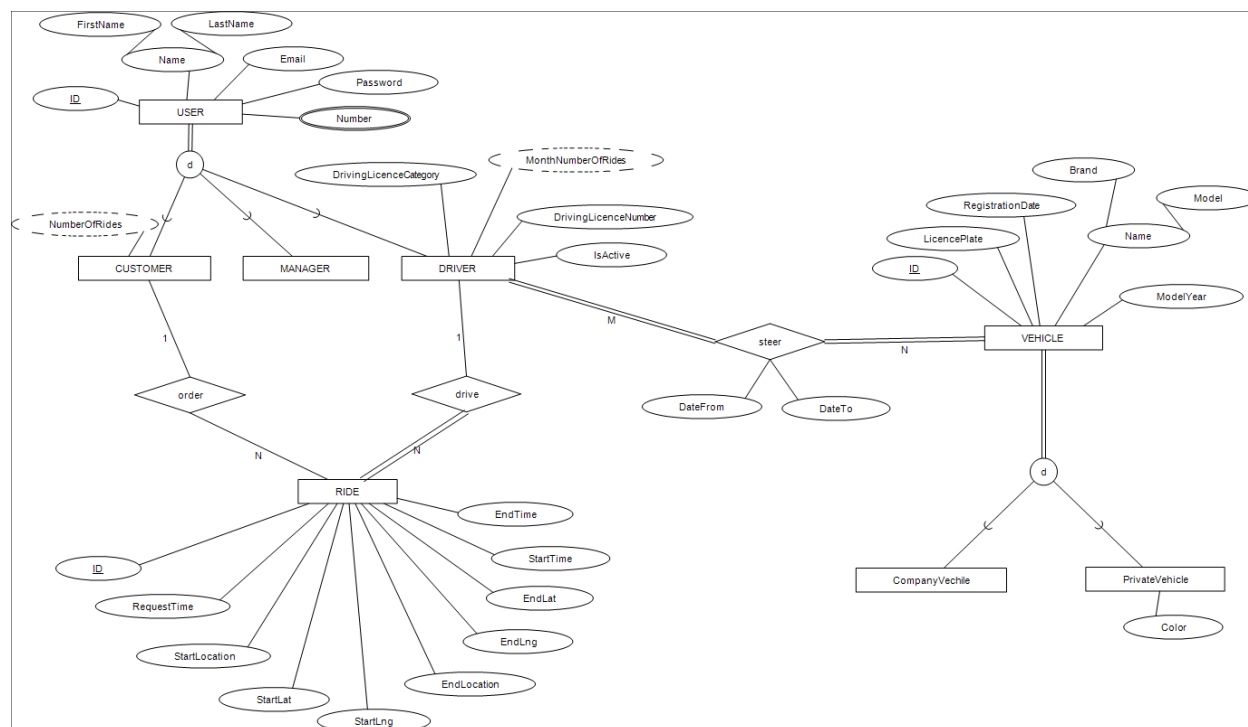 FirstName
LastName
Name
Email
Password
ID
USER
Number
d
MonthNumberOfRides
DrivingLicenceCategory
Brand
Model
RegistrationDate
NumberOfRides
DrivingLicenceNumber
LicencePlate
Name
IsActive
CUSTOMER
MANAGER
DRIVER
ID
ModelYear
M
1
1
steer
N
VEHICLE
order
drive
DateFrom
DateTo
N
N
d
RIDE
EndTime
StartTime
ID
CompanyVechile
PrivateVehicle
RequestTime
EndLat
Color
EndLng
StartLocation
EndLocation
StartLat
StartLng